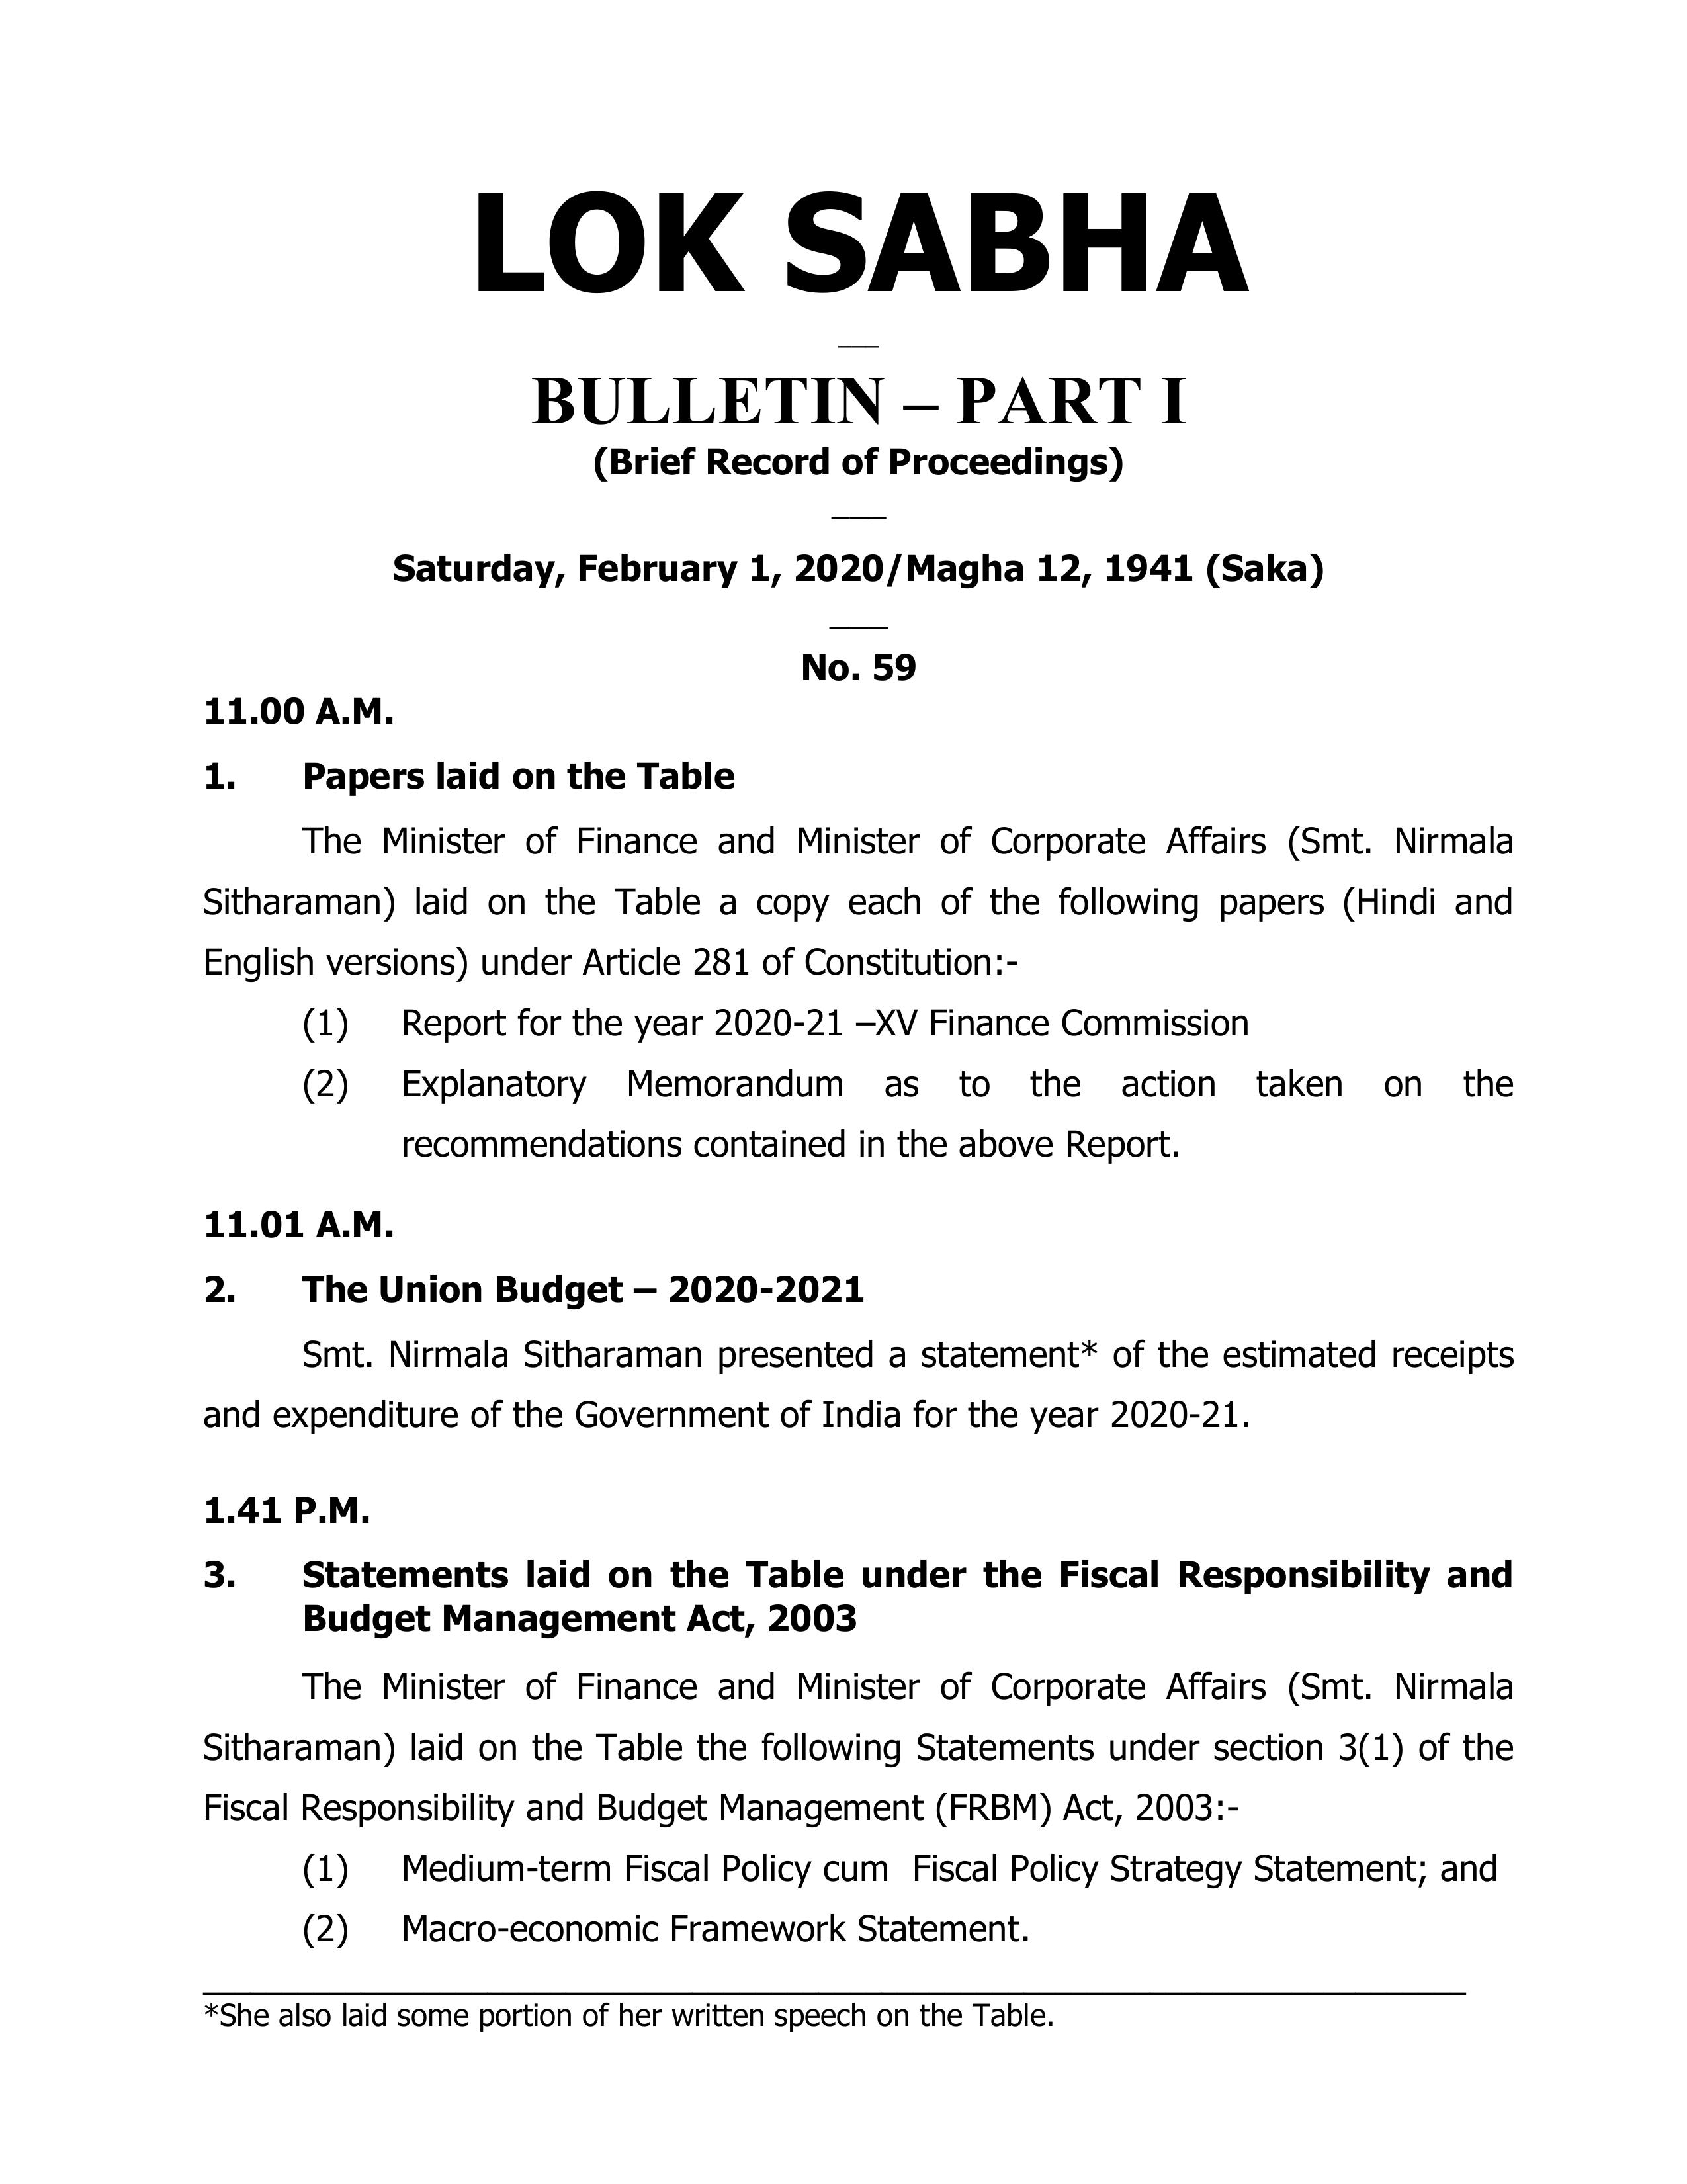 LOK SABHA
___
BULLETIN – PART I
(Brief Record of Proceedings)
___
Saturday, February 1, 2020/Magha 12, 1941 (Saka)
___
No. 59
11.00 A.M.
1. Papers laid on the Table
The Minister of Finance and Minister of Corporate Affairs (Smt. Nirmala
Sitharaman) laid on the Table a copy each of the following papers (Hindi and
English versions) under Article 281 of Constitution:-
(1) Report for the year 2020-21 –XV Finance Commission
(2) Explanatory Memorandum as to the action taken on the
recommendations contained in the above Report.
11.01 A.M.
2. The Union Budget – 2020-2021
Smt. Nirmala Sitharaman presented a statement* of the estimated receipts
and expenditure of the Government of India for the year 2020-21.
1.41 P.M.
3. Statements laid on the Table under the Fiscal Responsibility and
Budget Management Act, 2003
The Minister of Finance and Minister of Corporate Affairs (Smt. Nirmala
Sitharaman) laid on the Table the following Statements under section 3(1) of the
Fiscal Responsibility and Budget Management (FRBM) Act, 2003:-
(1) Medium-term Fiscal Policy cum Fiscal Policy Strategy Statement; and
(2) Macro-economic Framework Statement.
*She also laid some portion of her written speech on the Table.